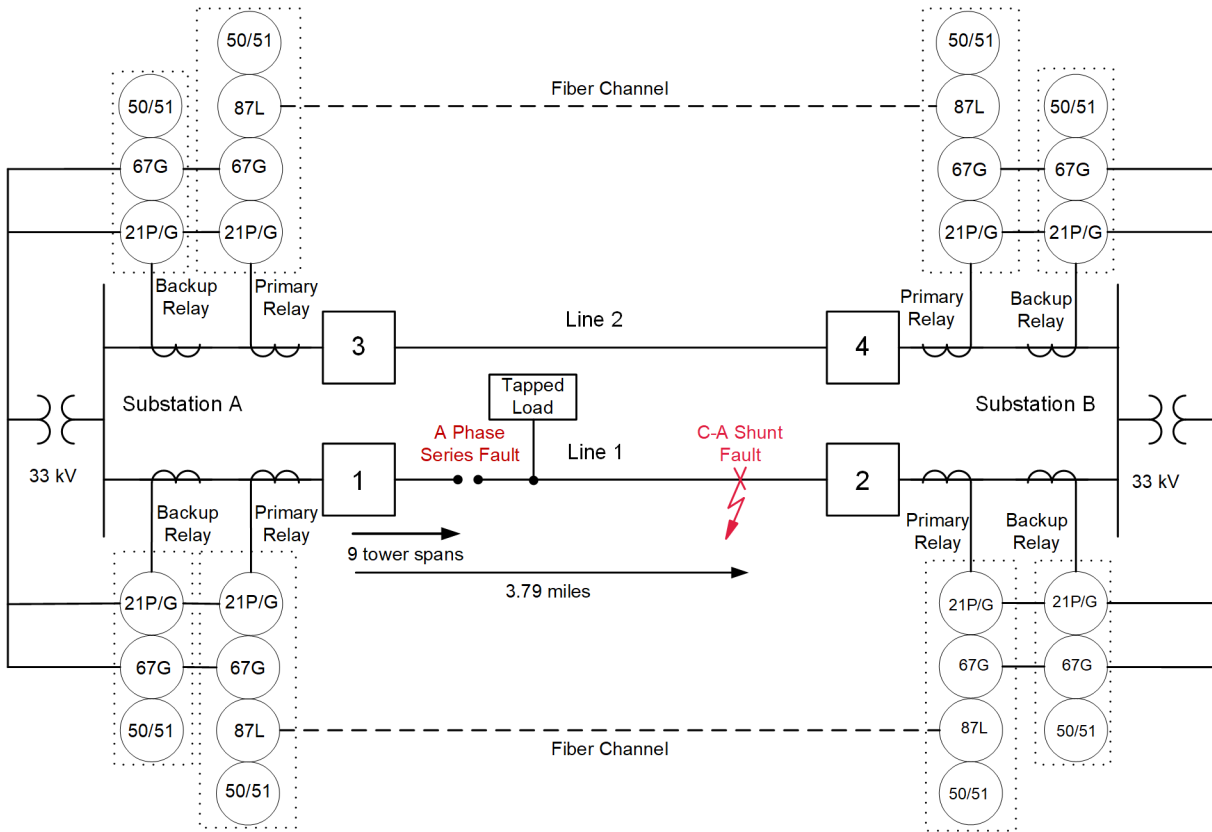 50/51
50/51
50/51
87L
Fiber Channel
87L
50/51
67G
67G
67G
67G
21P/G
21P/G
21P/G
21P/G
Backup
Relay
Primary
Relay
Primary
Relay
Backup
Relay
3
Line 2
4
Substation A
Tapped
Load
Substation B
33 kV
A Phase
Series Fault
Line 1
C-A Shunt
Fault
33 kV
1
2
Backup
Relay
Primary
Relay
9 tower spans
3.79 miles
Primary
Relay
Backup
Relay
21P/G
21P/G
21P/G
21P/G
67G
67G
67G
67G
50/51
87L
Fiber Channel
87L
50/51
50/51
50/51